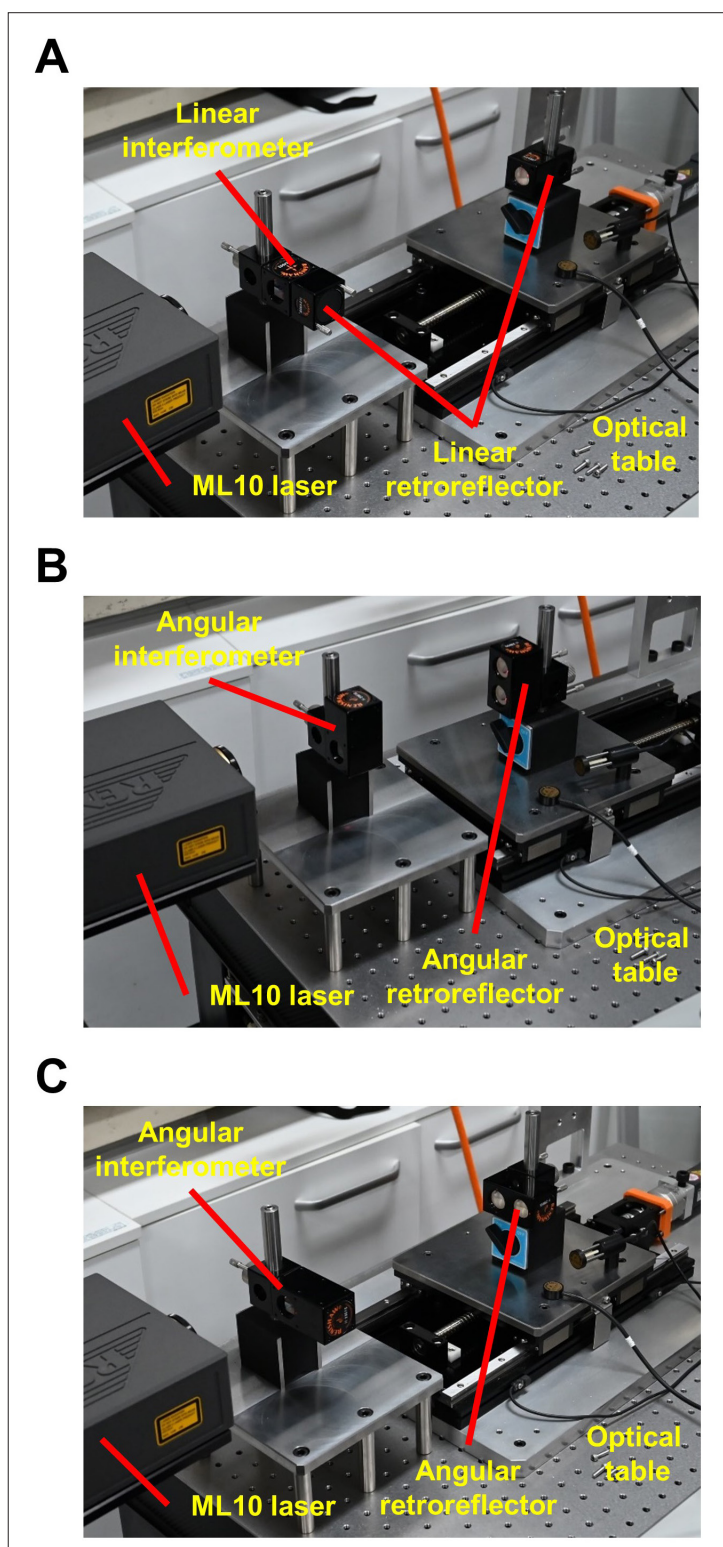 A
Linear
interferometer
ML10 laser
Linear
retroreflector
Optical
table
B
Angular
interferometer
ML10 laser
Angular
retroreflector
Optical
table
C
Angular
interferometer
ML10 laser
Angular
retroreflector
Optical
table